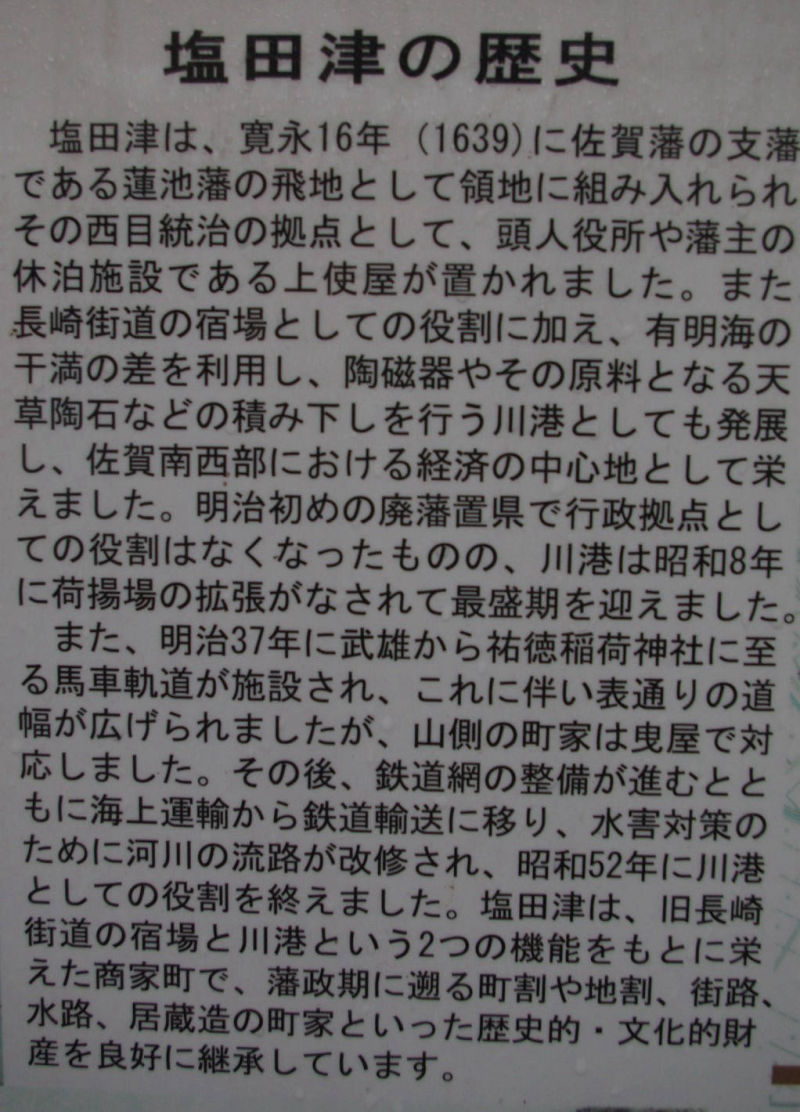 塩田津の歴史
塩田津は、寛永16年 (1639)に佐賀藩の支藩
である蓮池藩の飛地として領地に組み入れられ
その西目統治の拠点として、頭人役所や藩主の
休泊施設である上使屋が置かれました。また
長崎街道の宿場としての役割に加え、有明海の
干満の差を利用し、陶磁器やその原料となる天
草陶石などの積み下しを行う川港としても発展
し、佐賀南西部における経済の中心地として栄
えました。明治初めの廃藩置県で行政拠点とし
ての役割はなくなったものの、川港は昭和8年
に荷揚場の拡張がなされて最盛期を迎えました。
また、明治37年に武雄から祐徳稲荷神社に至
る馬車軌道が施設され、これに伴い表通りの道
幅が広げられましたが、山側の町家は曳屋で対
応しました。その後、鉄道網の整備が進むとと
もに海上運輸から鉄道輸送に移り、水害対策の
ために河川の流路が改修され、昭和52年に川港
としての役割を終えました。塩田津は、旧長崎
街道の宿場と川港という2つの機能をもとに栄
えた商家町で、藩政期に遡る町割や地割、街路、
水路、居蔵造の町家といった歴史的・文化的財
産を良好に継承しています。